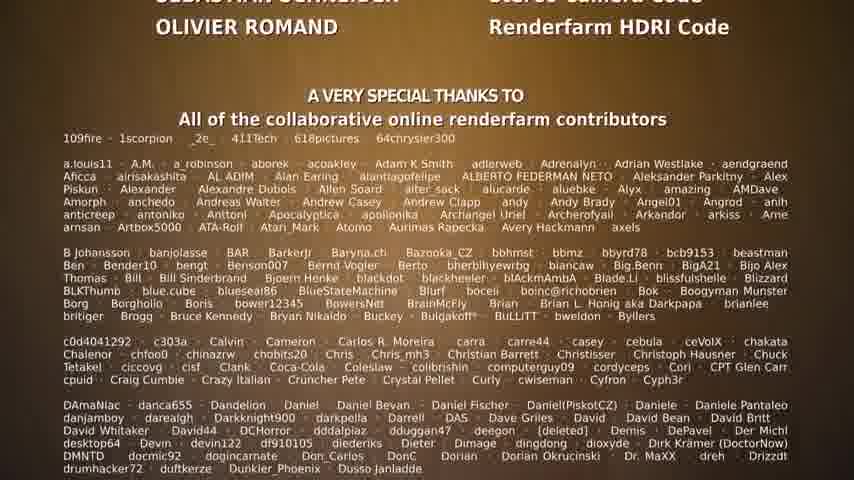 OLIVIER ROMAND Renderfarm HDRI Code
A VERY SPECIAL THANKS TO
All of the collaborative online renderfarm contributors
109fire · 1scorpion · _2e_ · 411Tech · 618pictures · 64chrysler300
a.louis11 · A.M. · a_robinson · aborek · acoakley · Adam K Smith · adlerweb · Adrenalyn · Adrian Westlake · aendgraend
Aficca · airisakashita · AL ADIM · Alan Earing · alantiagofelipe · ALBERTO FEDERMAN NETO · Aleksander Parkitny · Alex
Piskun · Alexander · Alexandre Dubois · Allen Soard · alter_sack · alucarde · aluebke · Alyx · amazing · AMDave
Amorph · anchedo · Andreas Walter · Andrew Casey · Andrew Clapp · andy · Andy Brady · Angel01 · Angrod · anih
anticreep · antoniko · Anttoni · Apocalyptica · apollonika · Archangel Uriel · Archerofyail · Arkandor · arkiss · Arne
arnsan · Artbox5000 · ATA-Roll · Atari_Mark · Atomo · Aurimas Rapecka · Avery Hackmann · axels
B Johansson · banjolasse · BAR · BarkerJr · Baryna.ch · Bazooka_CZ · bbhmst · bbmz · bbyrd78 · bcb9153 · beastman
Ben · Bender10 · bengt · Benson007 · Bernd Vogler · Berto · biancaw · Big.Benn · BigA21 · Bijo Alex
Thomas · Bill · Bill Sinderbrand · Bjoern Henke · blackdot · blackheeler · blAckmAnbA · Blade.Li · blissfulshelle · Blizzard
BLKThumb · blue.cube · blueseal86 · BlueStateMachine · Blurf · boceli · boinc@richobrien · Bok · Boogyman Munster
Borg · Borgholio · Boris · bower12345 · BowersNett · BrainMcFly · Brian · Brian L. Honig aka Darkpapa · brianlee
britiger · Brogg · Bruce Kennedy · Bryan Nikaldo · Buckey · Bulgakoff* · BuLLiTT · bweldon · Byllers
c0d4041292 · c303a · Calvin · Cameron · Carlos R. Moreira · carra · carre44 · casey · cebula · ceVoIX · chakata
Chalenor · chfoo0 · chinazrw · chobits20 · Chris · Chris_mh3 · Christian Barrett · Christisser · Christoph Hausner · Chuck
Tetakel · ciccovg · cisf · Clank · Coca-Cola · Coleslaw · colibrishin · computerguy09 · cordyceps · Cori · CPT Glen Carr
cpuid · Craig Cumbie · Crazy Italian · Cruncher Pete · Crystal Pellet · Curly · cwiseman · Cyfron · Cyph3r
DAmaNiac · danca655 · Dandelion · Daniel · Daniel Bevan · Daniel Fischer · Daniel(PiskotCZ) · Daniele · Daniele Pantaleo
danjamboy · darealgh · Darkknight900 · darkpella · Darrell · DAS · Dave Griles · David · David Bean · David Britt
David Whitaker · David44 · DCHorror · dddalpiaz · dduggan47 · deegon · [deleted] · Demis · DePavel · Der Michl
desktop64 · Devin · devin122 · df910105 · diederiks · Dieter · Dimage · dingdong · dioxyde · Dirk Krämer (DoctorNow)
DMNTD · docmic92 · dogincarnate · Don_Carlos · DonC · Dorian · Dorian Okrucinski · Dr. MaXX · dreh · Drizzdt
drumhacker72 · duftkerze · Dunkler_Phoenix · Dusso Janladde